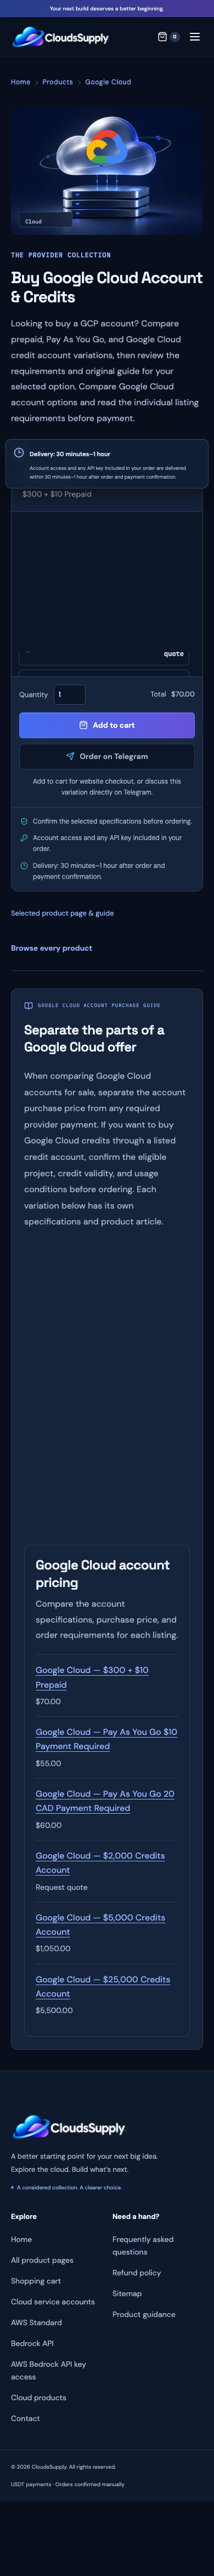 Your next build deserves a better beginning.
CloudsSupply
0
Home > Products > Google Cloud
Cloud
THE PROVIDER COLLECTION
Buy Google Cloud Account
& Credits
Looking to buy a GCP account? Compare
prepaid, Pay As You Go, and Google Cloud
credit account variations, then review the
requirements and original guide for your
selected option. Compare Google Cloud
account options and read the individual listing
requirements before payment.
Delivery: 30 minutes–1 hour
Account access and any API key included in your order are delivered
within 30 minutes–1 hour after order and payment confirmation.
$300 + $10 Prepaid
quote
Quantity 1 Total $70.00
Add to cart
Order on Telegram
Add to cart for website checkout, or discuss this
variation directly on Telegram.
Confirm the selected specifications before ordering.
Account access and any API key included in your
order.
Delivery: 30 minutes–1 hour after order and
payment confirmation.
Selected product page & guide
Browse every product
GOOGLE CLOUD ACCOUNT PURCHASE GUIDE
Separate the parts of a
Google Cloud offer
When comparing Google Cloud
accounts for sale, separate the account
purchase price from any required
provider payment. If you want to buy
Google Cloud credits through a listed
credit account, confirm the eligible
project, credit validity, and usage
conditions before ordering. Each
variation below has its own
specifications and product article.
Google Cloud account
pricing
Compare the account
specifications, purchase price, and
order requirements for each listing.
Google Cloud — $300 + $10
Prepaid
$70.00
Google Cloud — Pay As You Go $10
Payment Required
$55.00
Google Cloud — Pay As You Go 20
CAD Payment Required
$60.00
Google Cloud — $2,000 Credits
Account
Request quote
Google Cloud — $5,000 Credits
Account
$1,050.00
Google Cloud — $25,000 Credits
Account
$5,500.00
CloudsSupply
A better starting point for your next big idea.
Explore the cloud. Build what's next.
A considered collection. A clearer choice.
Explore
Home
All product pages
Shopping cart
Cloud service accounts
AWS Standard
Bedrock API
AWS Bedrock API key
access
Cloud products
Contact
Need a hand?
Frequently asked
questions
Refund policy
Sitemap
Product guidance
© 2026 CloudsSupply. All rights reserved.
USDT payments · Orders confirmed manually